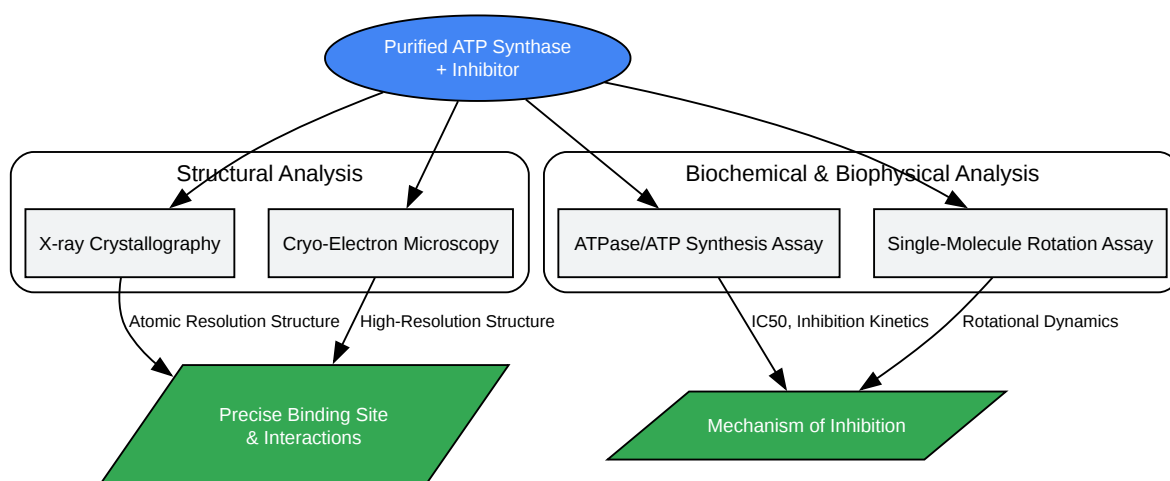 Purified ATP Synthase
+ Inhibitor
Structural Analysis
Biochemical & Biophysical Analysis
X-ray Crystallography
Cryo-Electron Microscopy
ATPase/ATP Synthesis Assay
Single-Molecule Rotation Assay
Atomic Resolution Structure
High-Resolution Structure
IC50, Inhibition Kinetics
Rotational Dynamics
Precise Binding Site
& Interactions
Mechanism of Inhibition